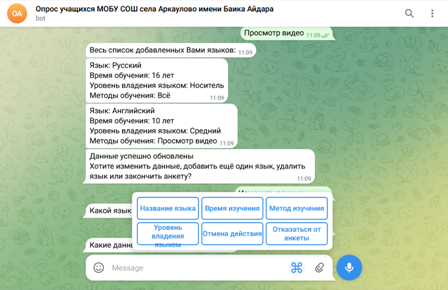 Опрос учащихся МОБУ СОШ села Аркаулово имени Баика Айдара
bot
ОА
Просмотр видео 11:09
Весь список добавленных Вами языков: 11:09
Язык: Русский
Время обучения: 16 лет
Уровень владения языком: Носитель
Методы обучения: Всё 11:09
Язык: Английский
Время обучения: 10 лет
Уровень владения языком: Средний
Методы обучения: Просмотр видео 11:09
Данные успешно обновлены
Хотите изменить данные, добавить ещё один язык, удалить
язык или закончить анкету? 11:09
Какой язык
Название языка
Время изучения
Метод изучения
Уровень
владения
языком
Отмена действия
Отказаться от
анкеты
Какие
Message